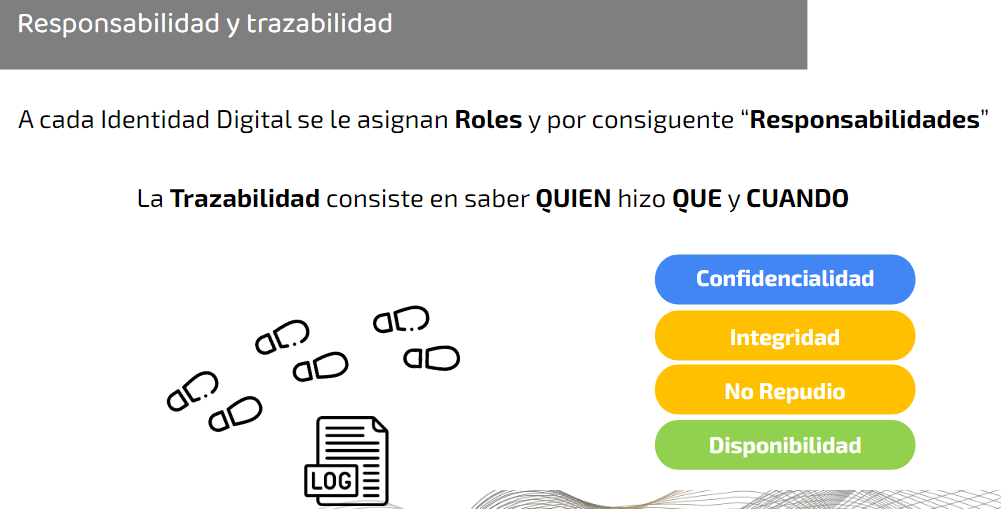 Responsabilidad y trazabilidad
A cada Identidad Digital se le asignan Roles y por consiguente “Responsabilidades”
La Trazabilidad consiste en saber QUIEN hizo QUE y CUANDO
Confidencialidad
Integridad
No Repudio
Disponibilidad
LOG